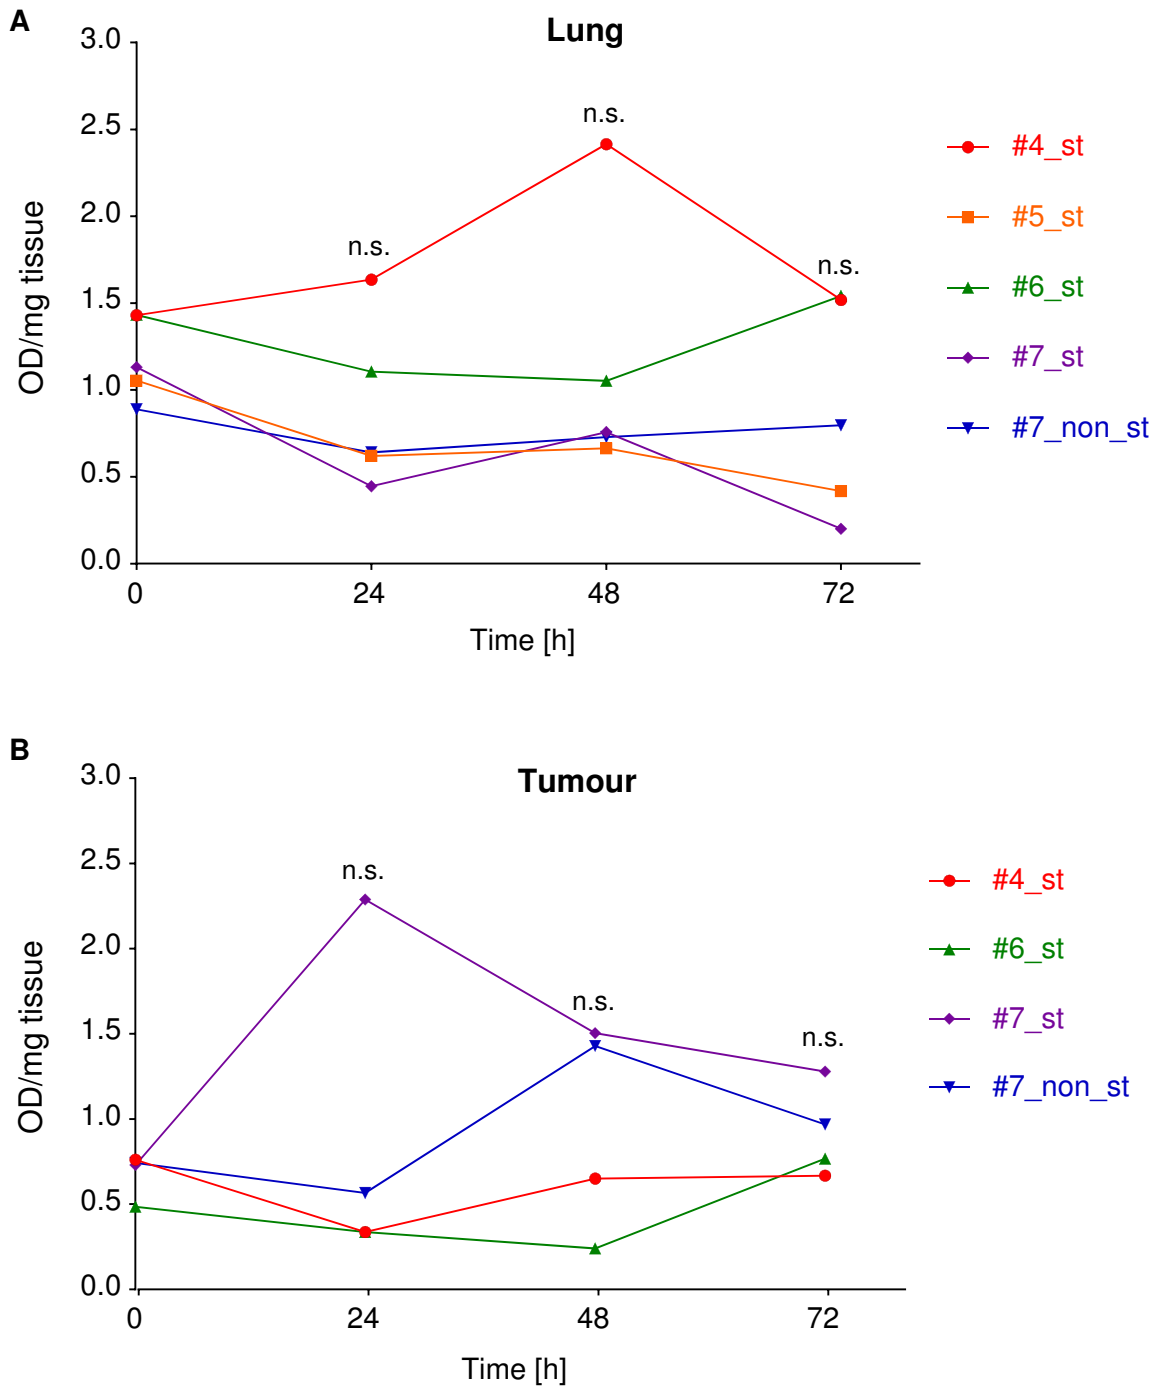 A
Lung
3.0
2.5
2.0
1.5
1.0
0.5
0.0
OD/mg tissue
n.s.
n.s.
n.s.
0 24 48 72
Time [h]
#4_st
#5_st
#6_st
#7_st
#7_non_st
B
Tumour
3.0
2.5
2.0
1.5
1.0
0.5
0.0
OD/mg tissue
n.s.
n.s.
n.s.
0 24 48 72
Time [h]
#4_st
#6_st
#7_st
#7_non_st